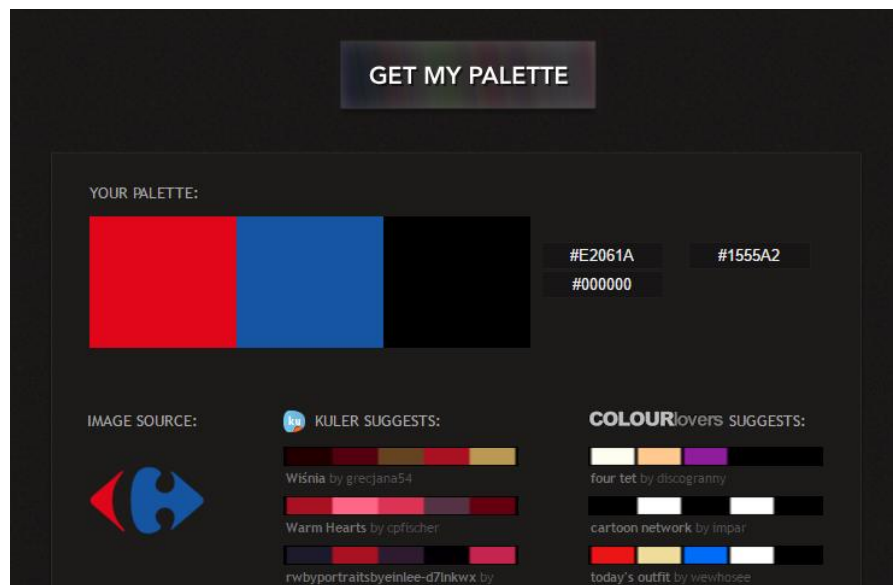 GET MY PALETTE
YOUR PALETTE:
#E2061A
#1555A2
#000000
IMAGE SOURCE:
ku KULER SUGGESTS:
Wiśnia by grecjana54
Warm Hearts by cpfischer
rwbyportraitsbyeinlee-d7lnkwx by
COLOURlovers SUGGESTS:
four tet by discogranny
cartoon network by impar
today's outfit by wewhosee